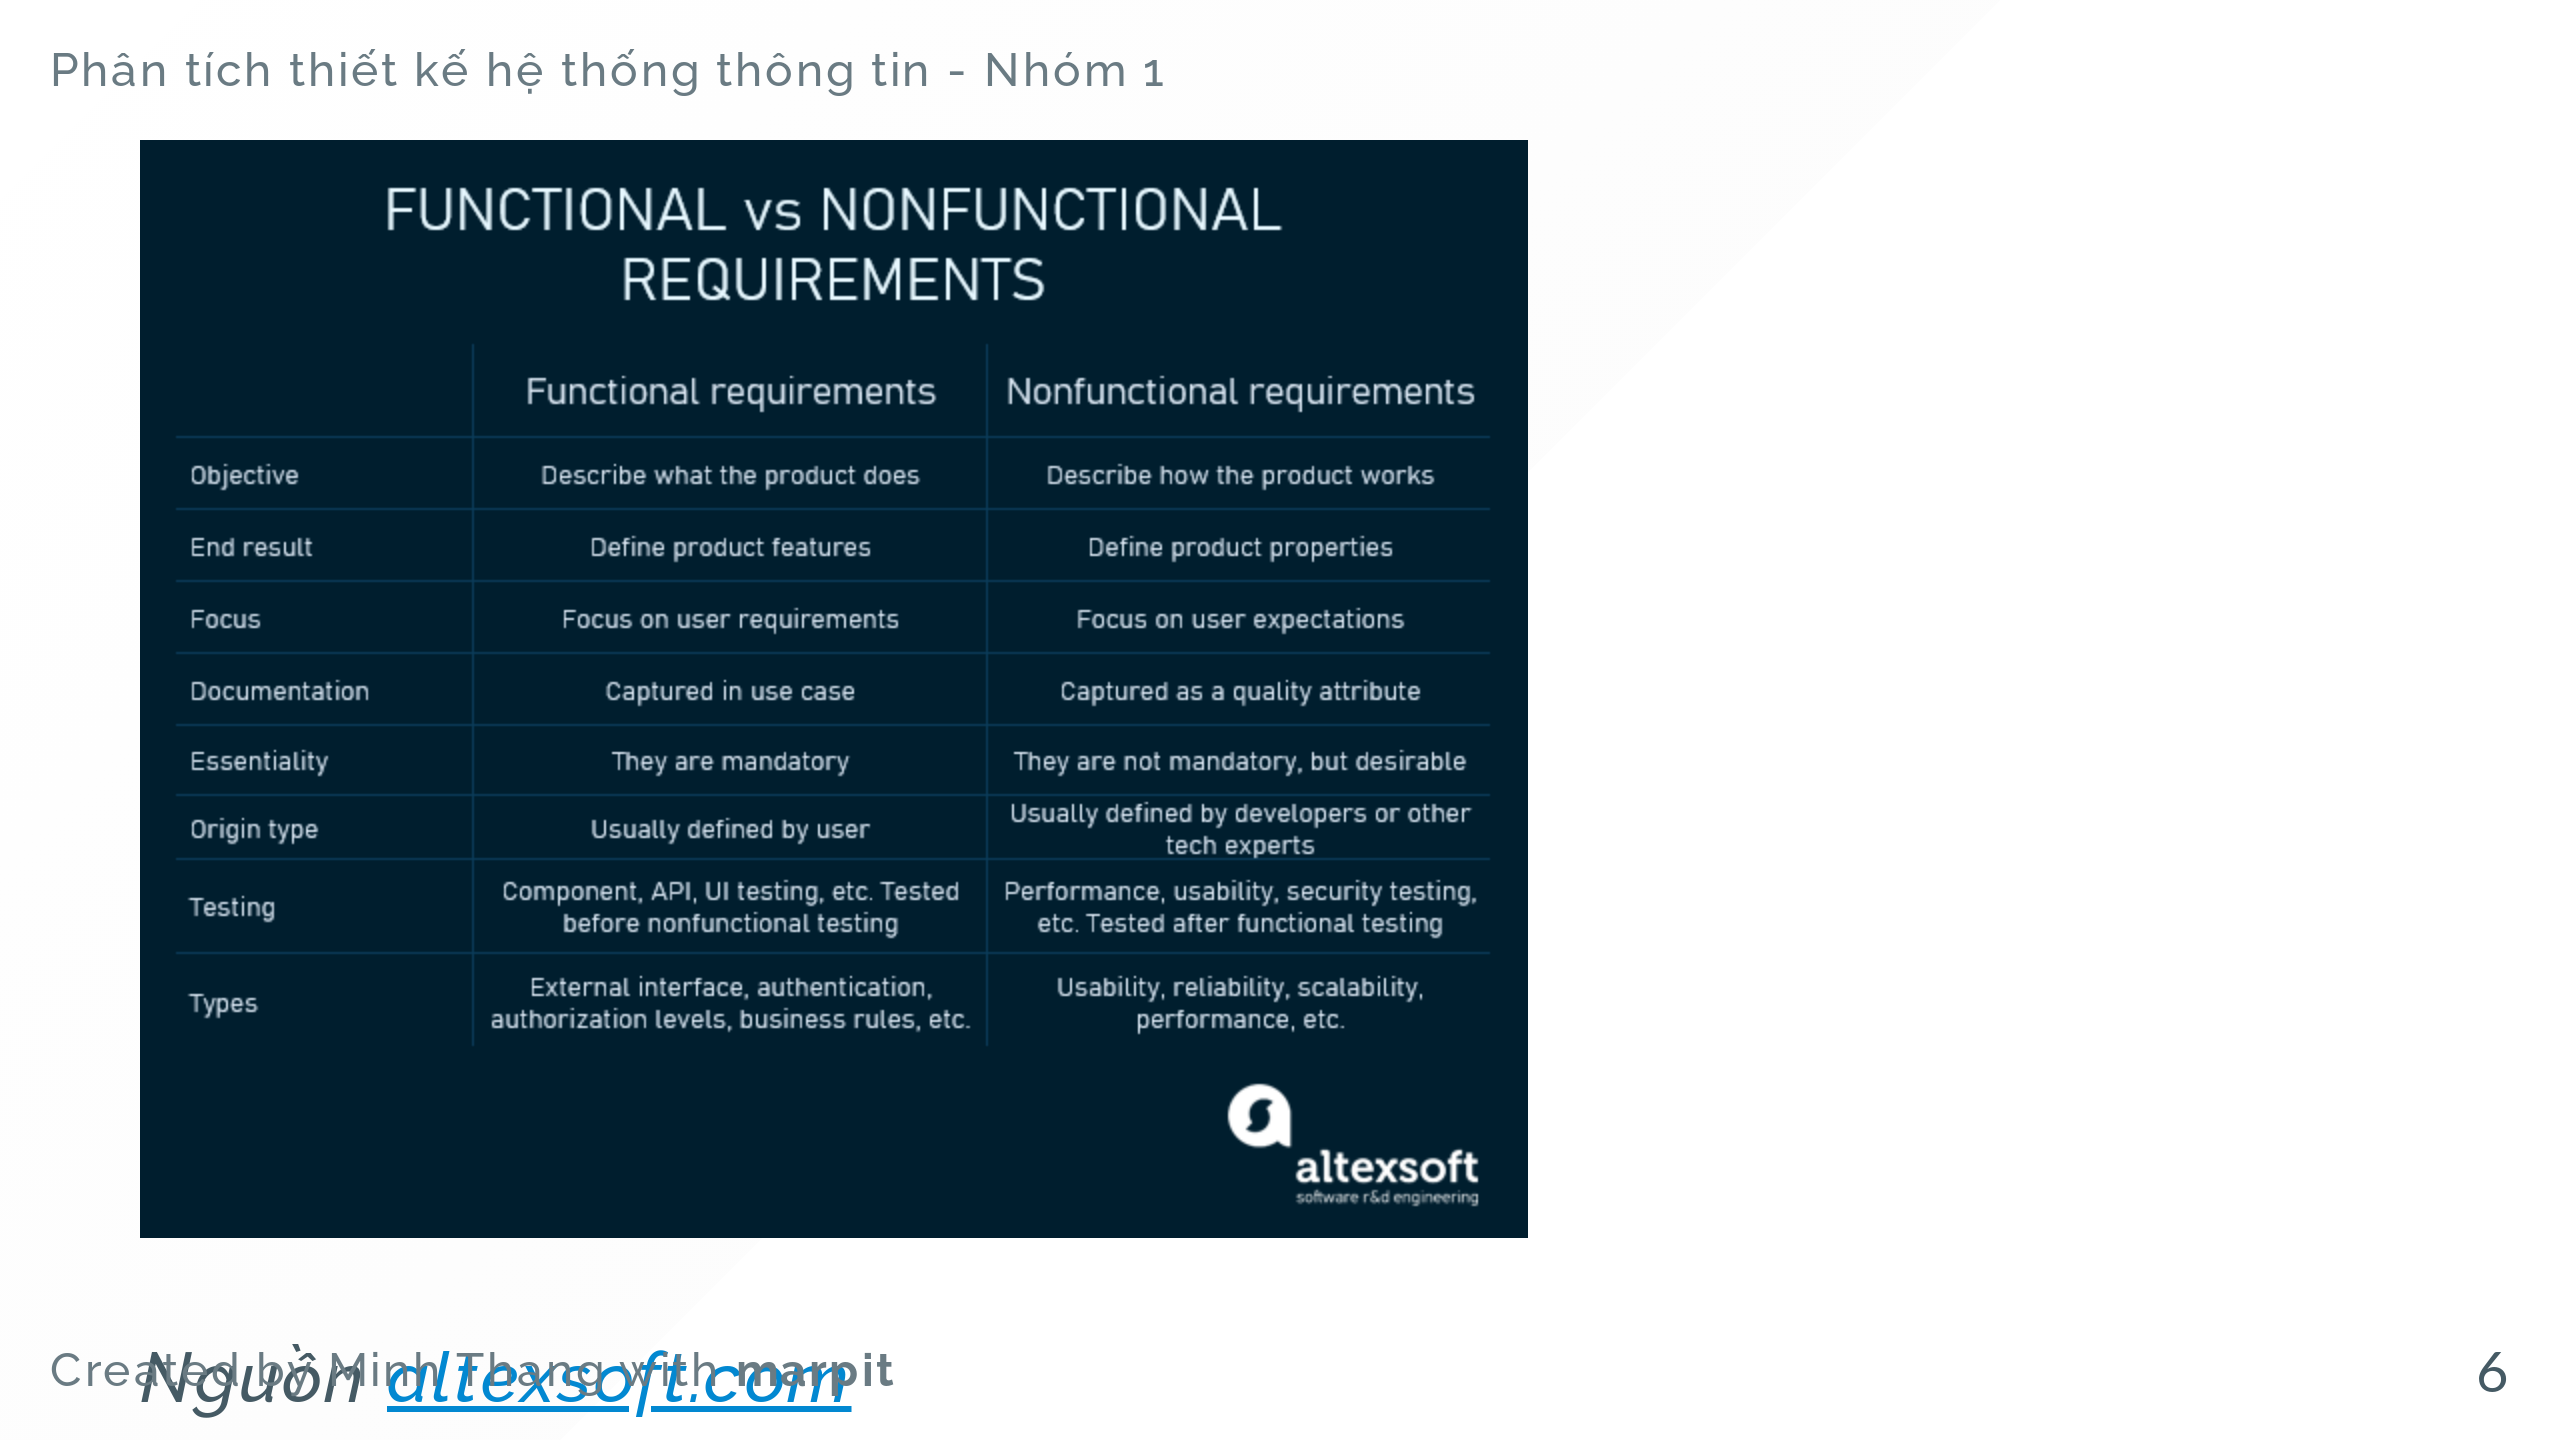 Phân tích thiết kế hệ thống thông tin - Nhóm 1
FUNCTIONAL vs NONFUNCTIONAL
REQUIREMENTS
Functional requirements
Nonfunctional requirements
Objective
Describe what the product does
Describe how the product works
End result
Define product features
Define product properties
Focus
Focus on user requirements
Focus on user expectations
Documentation
Captured in use case
Captured as a quality attribute
Essentiality
They are mandatory
They are not mandatory, but desirable
Origin type
Usually defined by user
Usually defined by developers or other
tech experts
Testing
Component, API, UI testing, etc. Tested
before nonfunctional testing
Performance, usability, security testing,
etc. Tested after functional testing
Types
External interface, authentication,
authorization levels, business rules, etc.
Usability, reliability, scalability,
performance, etc.
altexsoft
software r&d engineering
Nguồn altexsoft.com
Created by Minh Thang with marpit
6